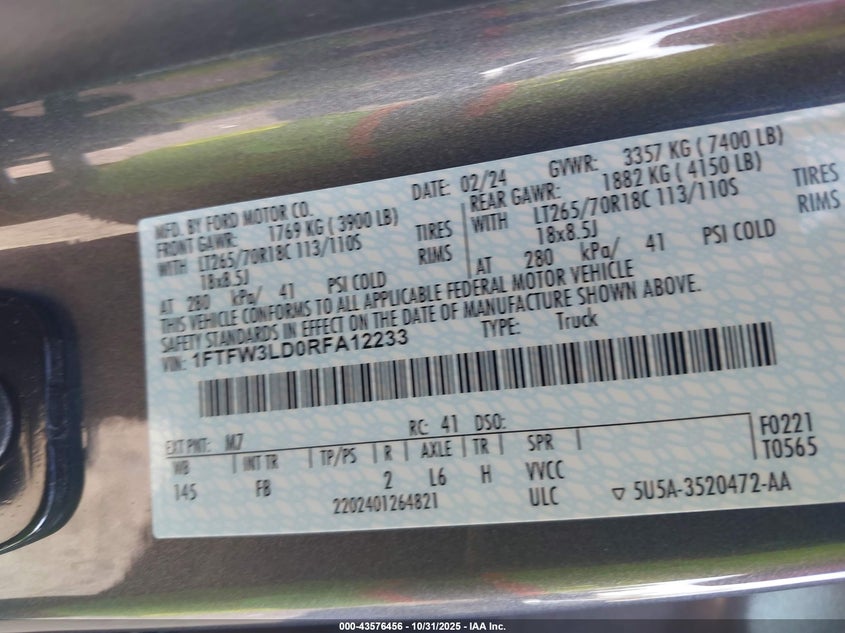 MFD. BY FORD MOTOR CO.
DATE: 02/24 GVWR: 3357 KG ( 7400 LB)
FRONT GAWR: 1769 KG ( 3900 LB) REAR GAWR: 1882 KG ( 4150 LB)
WITH LT265/70R18C 113/110S TIRES WITH LT265/70R18C 113/110S TIRES
18x8.5J RIMS 18x8.5J RIMS
AT 280 kPa/ 41 PSI COLD AT 280 kPa/ 41 PSI COLD
THIS VEHICLE CONFORMS TO ALL APPLICABLE FEDERAL MOTOR VEHICLE
SAFETY STANDARDS IN EFFECT ON THE DATE OF MANUFACTURE SHOWN ABOVE.
VIN: 1FTFW3LD0RFA12233 TYPE: Truck
EXT PNT: M7 RC: 41 DSO: F0221
WB INT TR TP/PS R AXLE TR SPR T0565
145 FB 2 L6 H VVCC
2202401264821 ULC ▽ 5U5A-3520472-AA
000-43576456 - 10/31/2025 - IAA Inc.